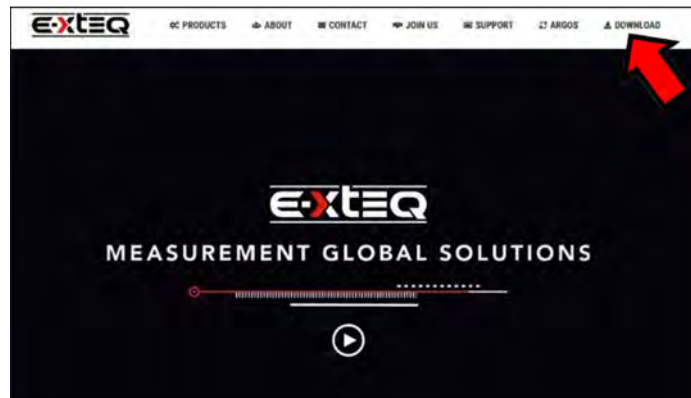 E-XTEQ PRODUCTS ABOUT CONTACT JOIN US SUPPORT ARGOS DOWNLOAD
E-XTEQ
MEASUREMENT GLOBAL SOLUTIONS